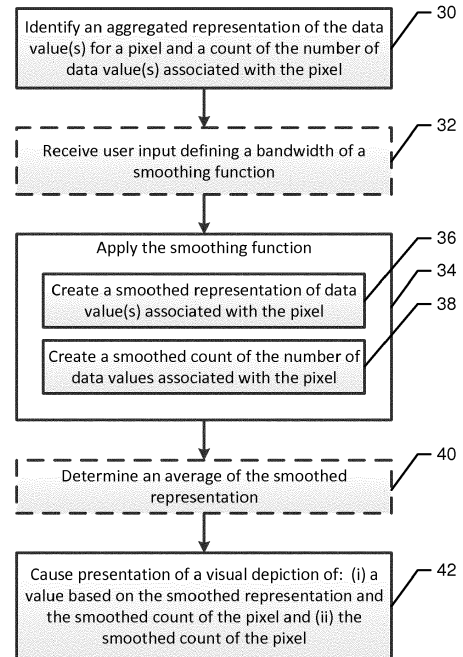 Identify an aggregated representation of the data
value(s) for a pixel and a count of the number of
data value(s) associated with the pixel
30
Receive user input defining a bandwidth of a
smoothing function
32
Apply the smoothing function
36
34
Create a smoothed representation of data
value(s) associated with the pixel
38
Create a smoothed count of the number of
data values associated with the pixel
40
Determine an average of the smoothed
representation
42
Cause presentation of a visual depiction of: (i) a
value based on the smoothed representation and
the smoothed count of the pixel and (ii) the
smoothed count of the pixel